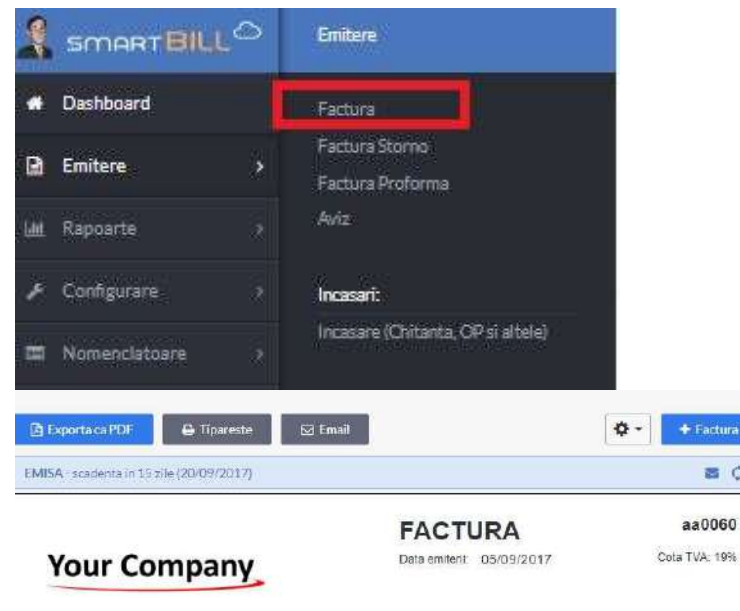 SMARTBILL
Emitere
Dashboard
Factura
Factura Storno
Emitere
Factura Proforma
Aviz
Rapoarte
Configurare
Incasari:
Incasare (Chitanta, OP si altele)
Nomenclatoare
Exporta ca PDF
Tipareste
Email
+ Factura
EMISA - scadenta in 15 zile (20/09/2017)
FACTURA
aa0060
Data emiterii: 05/09/2017
Cota TVA: 19%
Your Company